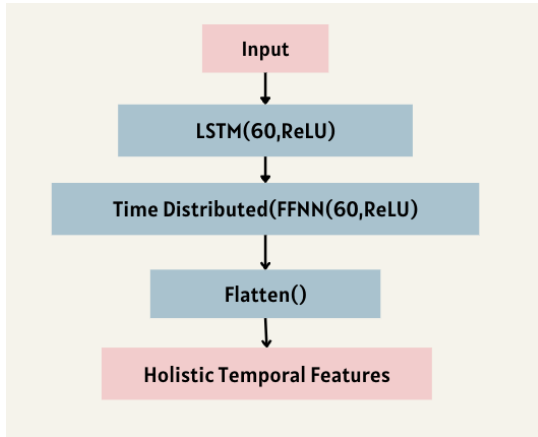 Input
LSTM(60,ReLU)
Time Distributed(FFNN(60,ReLU)
Flatten()
Holistic Temporal Features